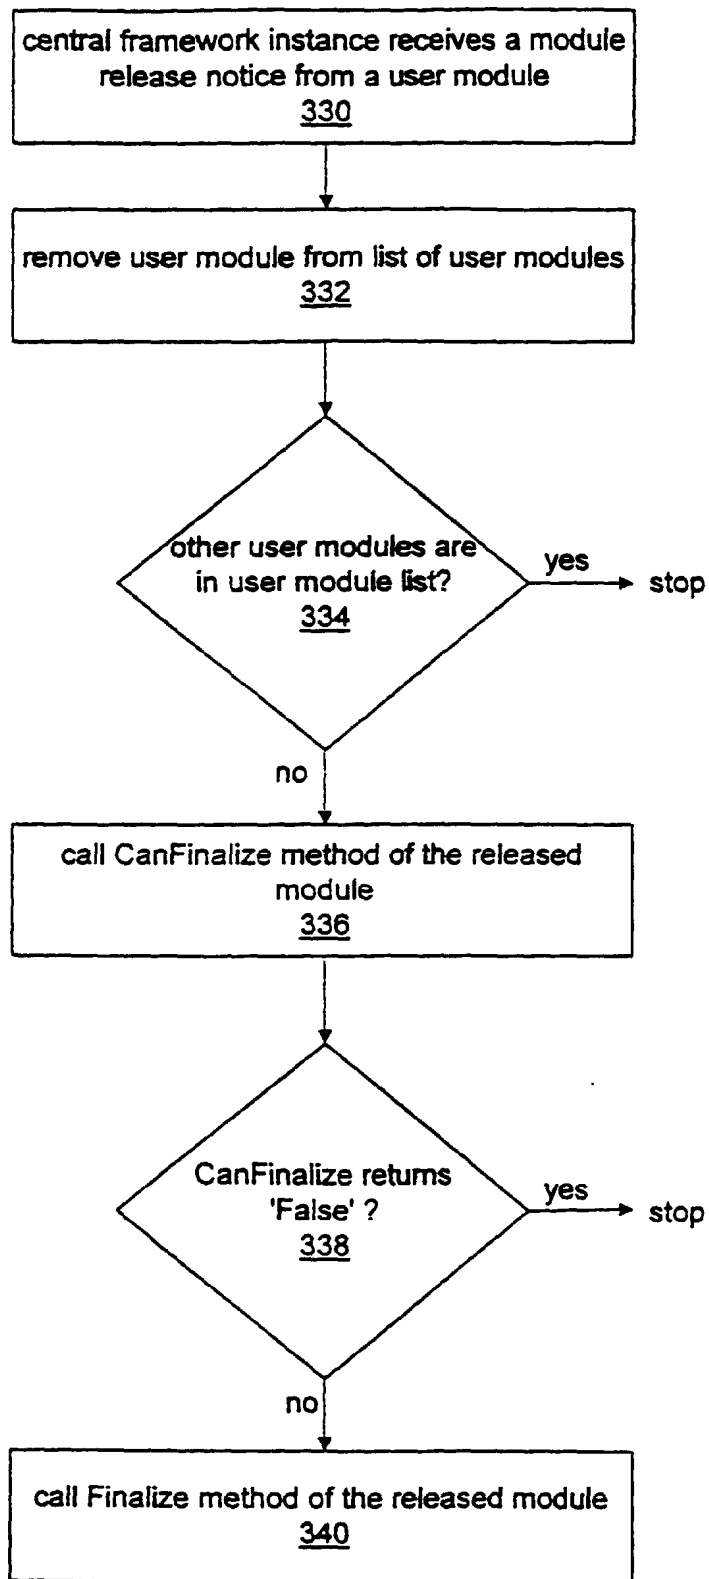 central framework instance receives a module
release notice from a user module
330
remove user module from list of user modules
332
other user modules are
in user module list?
334
yes
stop
no
call CanFinalize method of the released
module
336
CanFinalize returns
'False' ?
338
yes
stop
no
call Finalize method of the released module
340